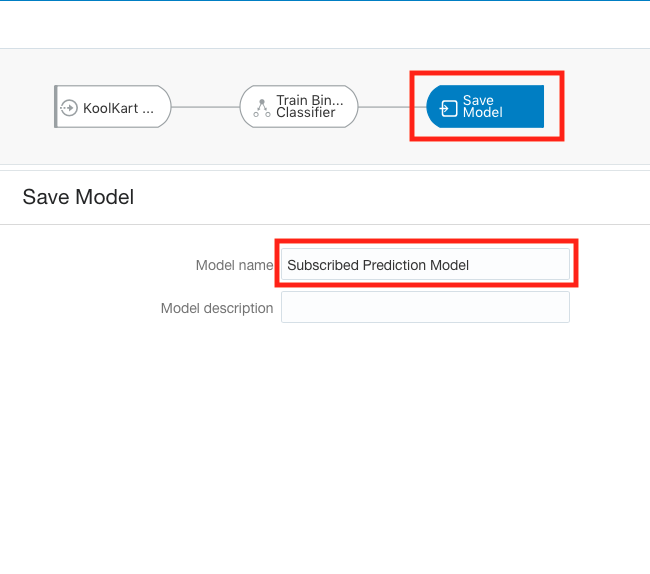 KoolKart ...
Train Bin...
Classifier
Save
Model
Save Model
Model name
Subscribed Prediction Model
Model description